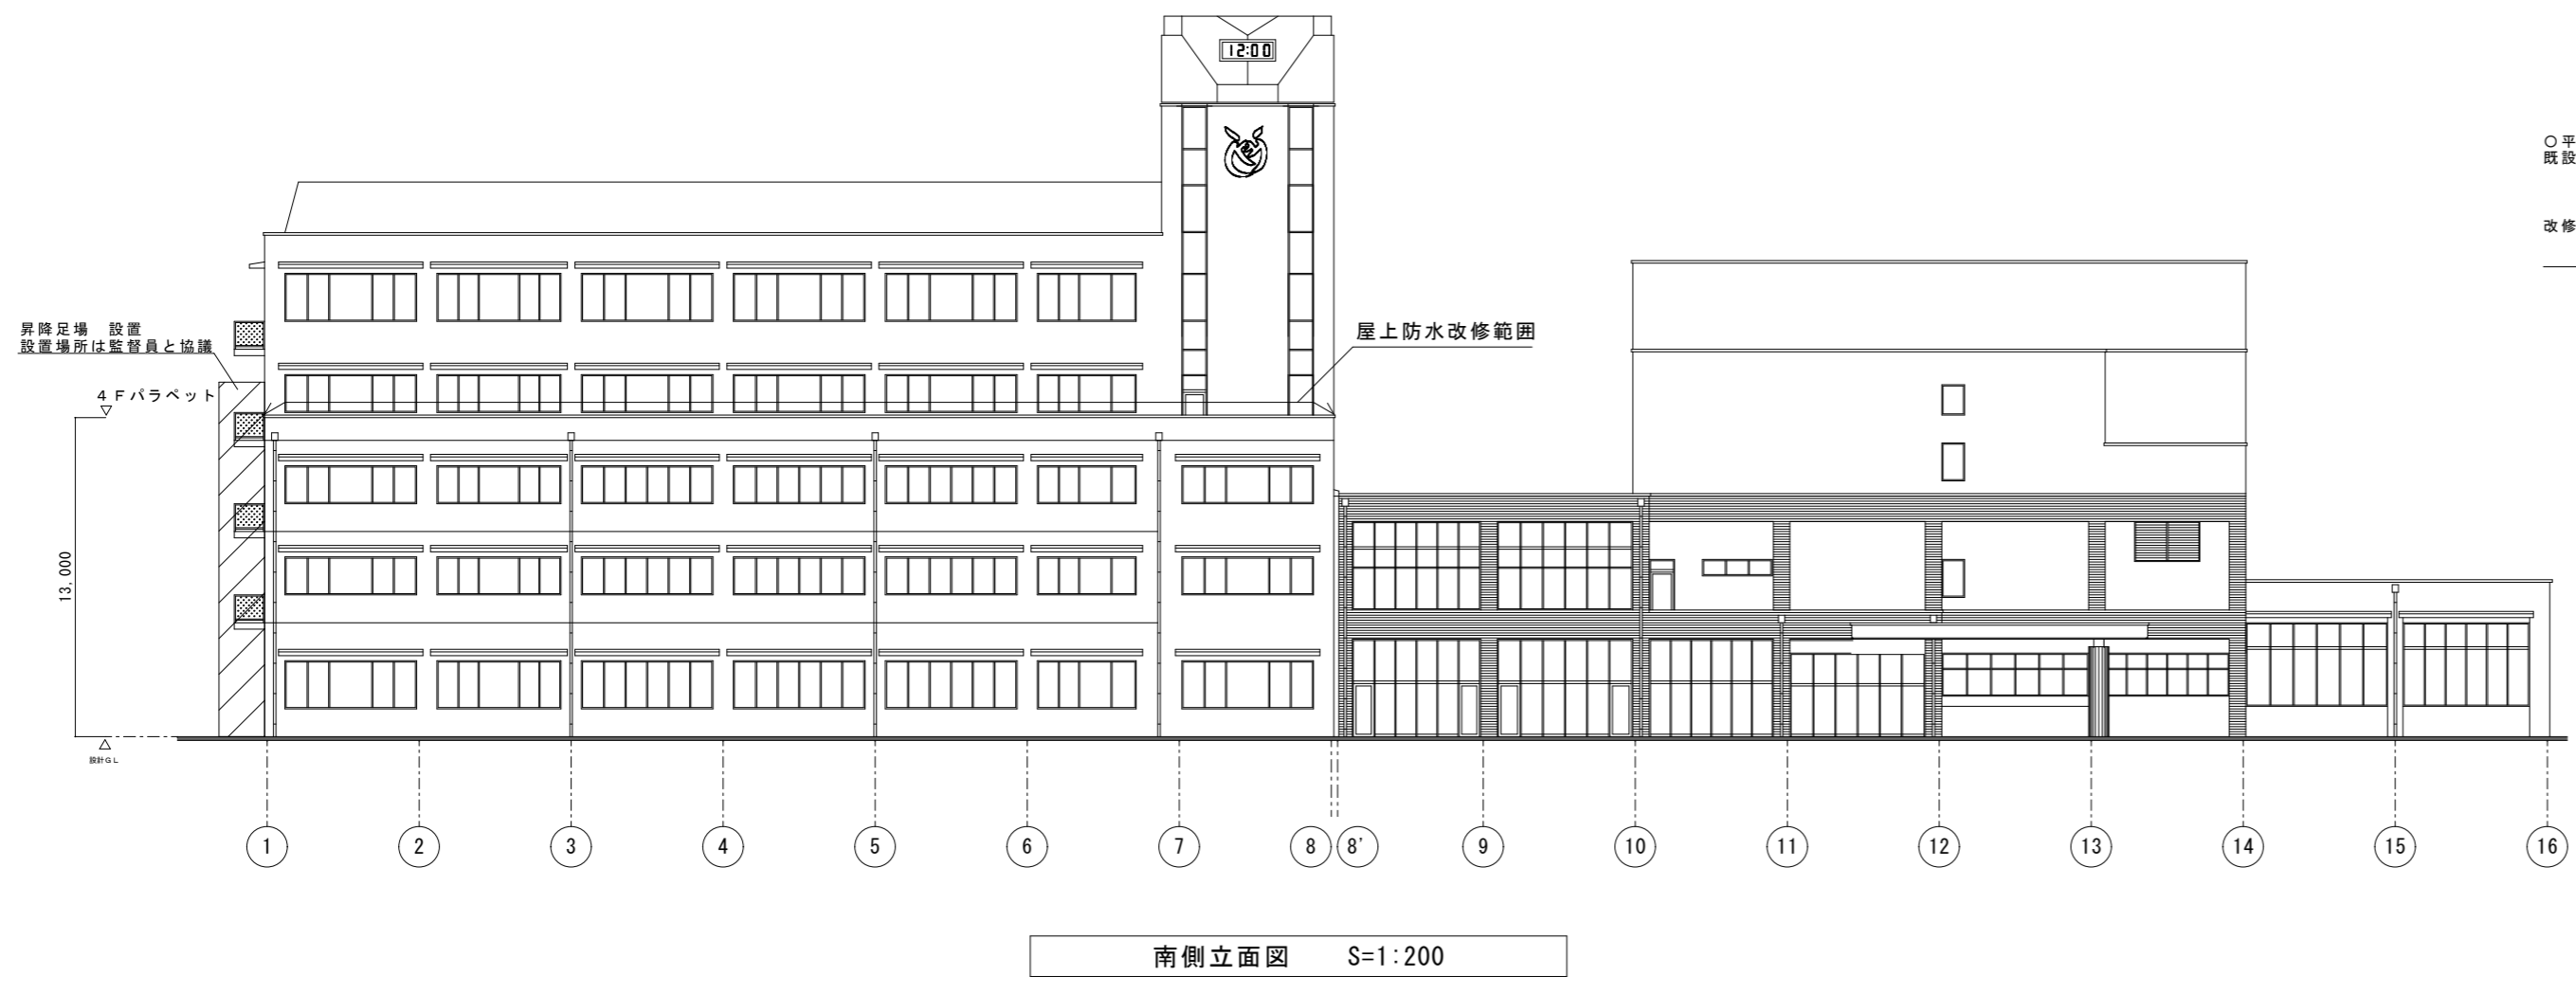 12:00
○平
既設
改修
昇降足場 設置
設置場所は監督員と協議
屋上防水改修範囲
4Fパラペット
13,000
設計GL
1 2 3 4 5 6 7 8 8' 9 10 11 12 13 14 15 16
南側立面図 S=1:200